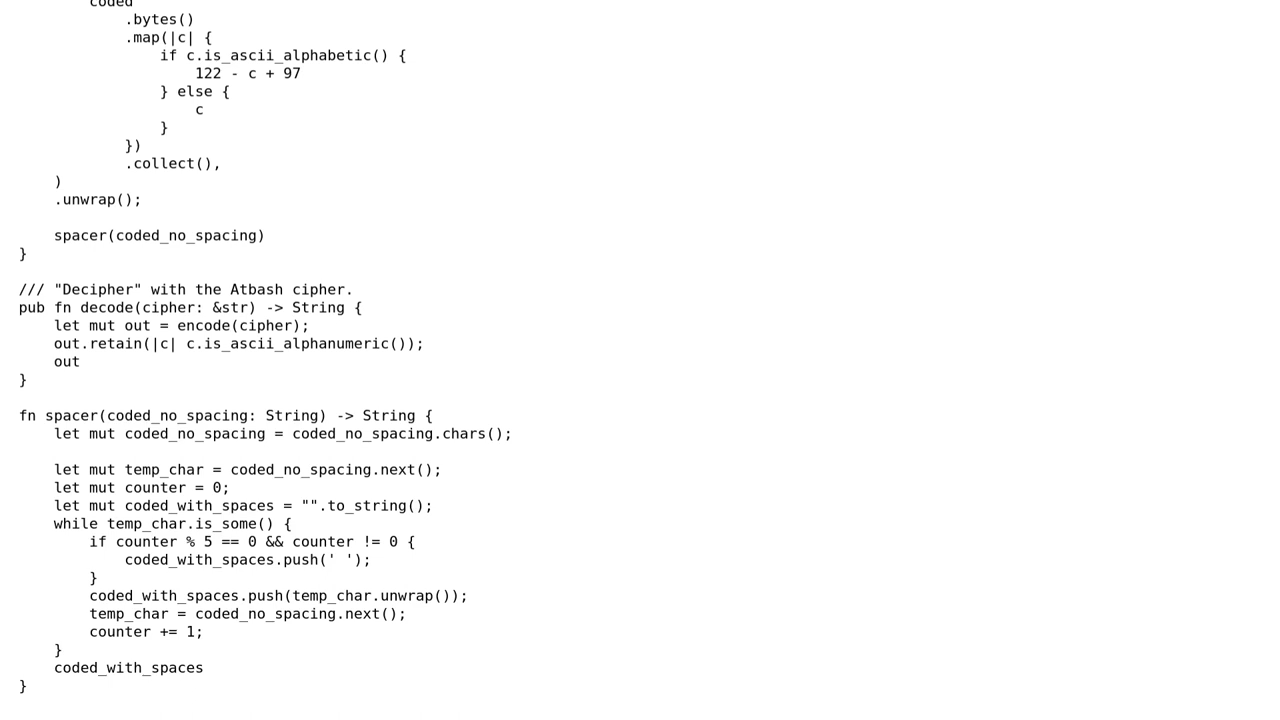 coded
            .bytes()
            .map(|c| {
                if c.is_ascii_alphabetic() {
                    122 - c + 97
                } else {
                    c
                }
            })
            .collect(),
    )
    .unwrap();

    spacer(coded_no_spacing)
}

/// "Decipher" with the Atbash cipher.
pub fn decode(cipher: &str) -> String {
    let mut out = encode(cipher);
    out.retain(|c| c.is_ascii_alphanumeric());
    out
}

fn spacer(coded_no_spacing: String) -> String {
    let mut coded_no_spacing = coded_no_spacing.chars();

    let mut temp_char = coded_no_spacing.next();
    let mut counter = 0;
    let mut coded_with_spaces = "".to_string();
    while temp_char.is_some() {
        if counter % 5 == 0 && counter != 0 {
            coded_with_spaces.push(' ');
        }
        coded_with_spaces.push(temp_char.unwrap());
        temp_char = coded_no_spacing.next();
        counter += 1;
    }
    coded_with_spaces
}